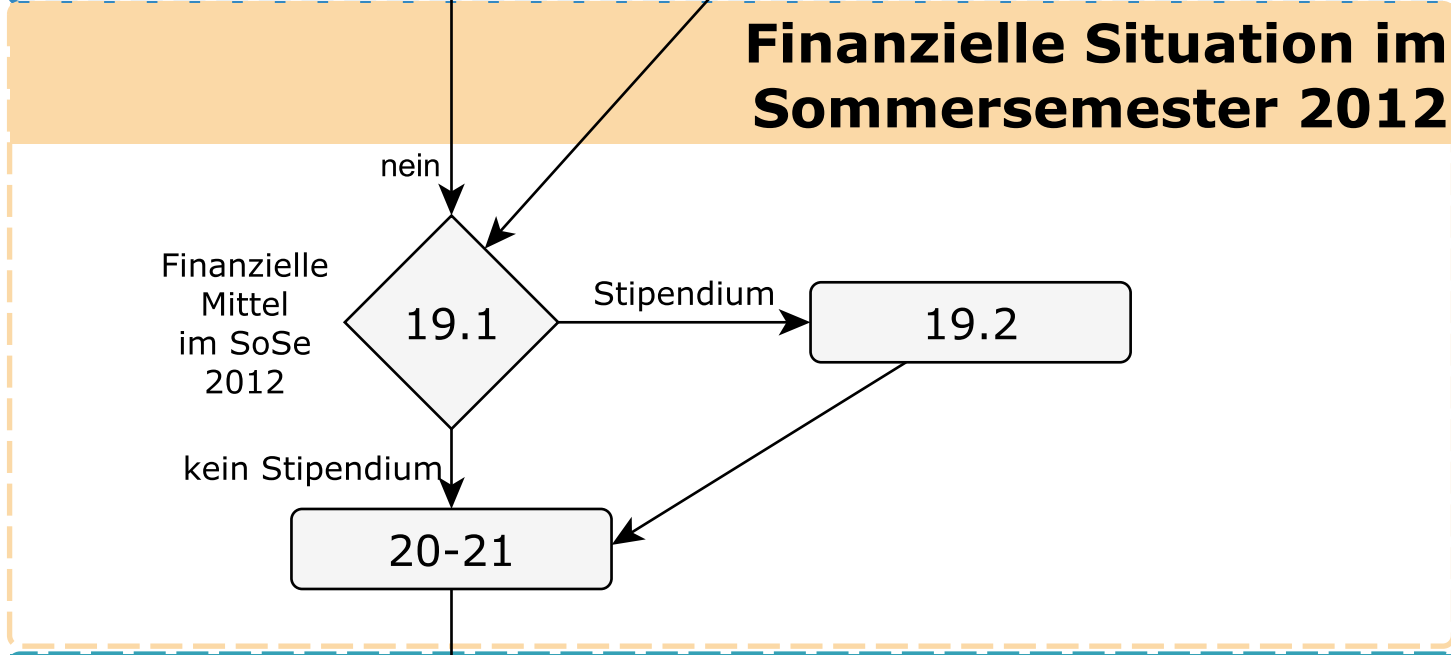 Finanzielle Situation im
Sommersemester 2012
nein
Finanzielle
Mittel
im SoSe
2012
19.1
Stipendium
19.2
kein Stipendium
20-21